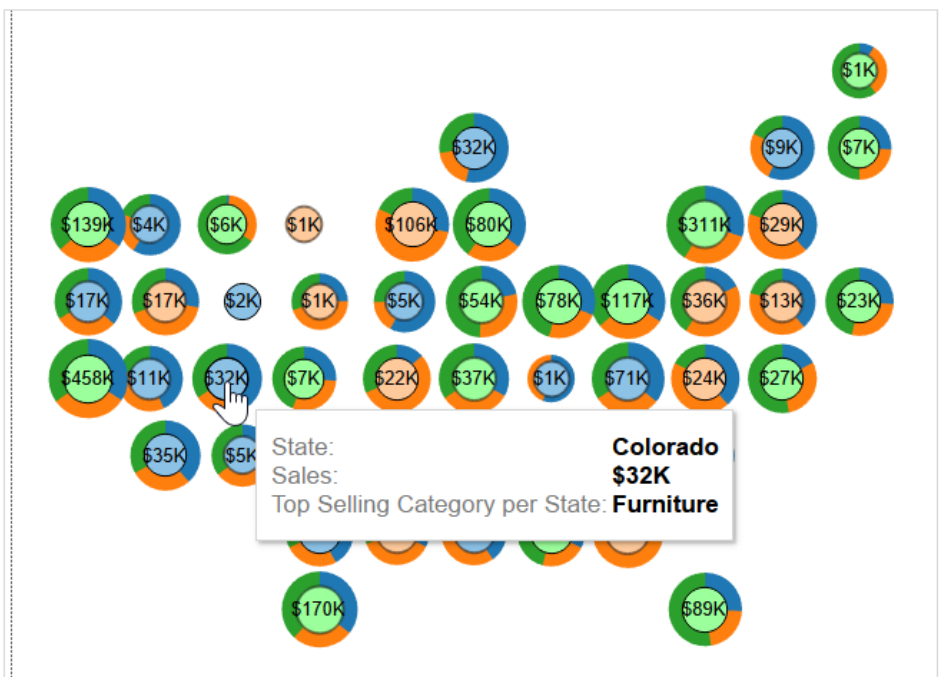 $1K
$32K $9K $7K
$139K $4K $6K $1K $106K $80K $311K $29K
$17K $17K $2K $1K $5K $54K $78K $117K $36K $13K $23K
$458K $11K $32K $7K $22K $37K $1K $71K $24K $27K
$35K $5K
State: Colorado
Sales: $32K
Top Selling Category per State: Furniture
$170K $89K